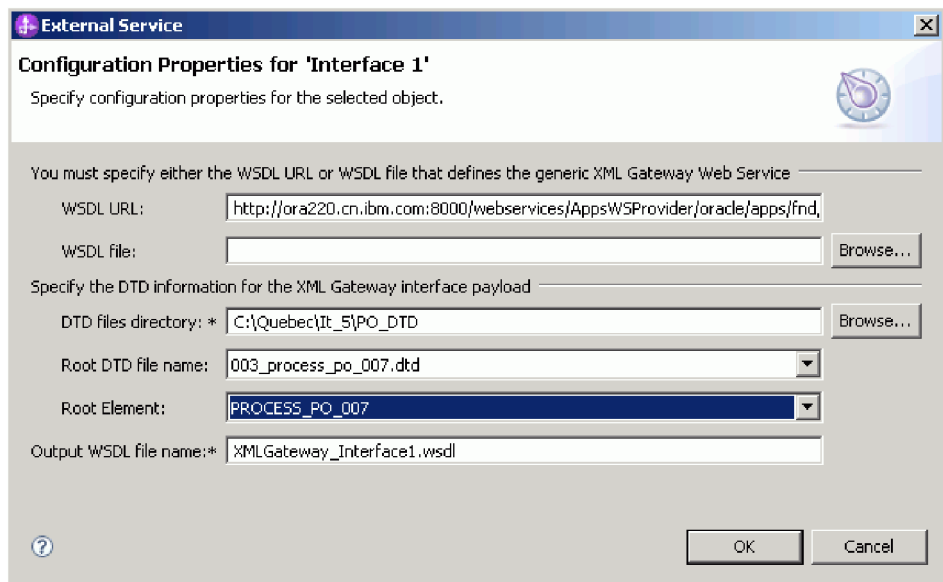 External Service
Configuration Properties for 'Interface 1'
Specify configuration properties for the selected object.
You must specify either the WSDL URL or WSDL file that defines the generic XML Gateway Web Service
WSDL URL: http://ora220.cn.ibm.com:8000/webservices/AppsWSProvider/oracle/apps/fnd,
WSDL file: Browse...
Specify the DTD information for the XML Gateway interface payload
DTD files directory: * C:\Quebec\It_5\PO_DTD Browse...
Root DTD file name: 003_process_po_007.dtd
Root Element: PROCESS_PO_007
Output WSDL file name:* XMLGateway_Interface1.wsdl
? OK Cancel